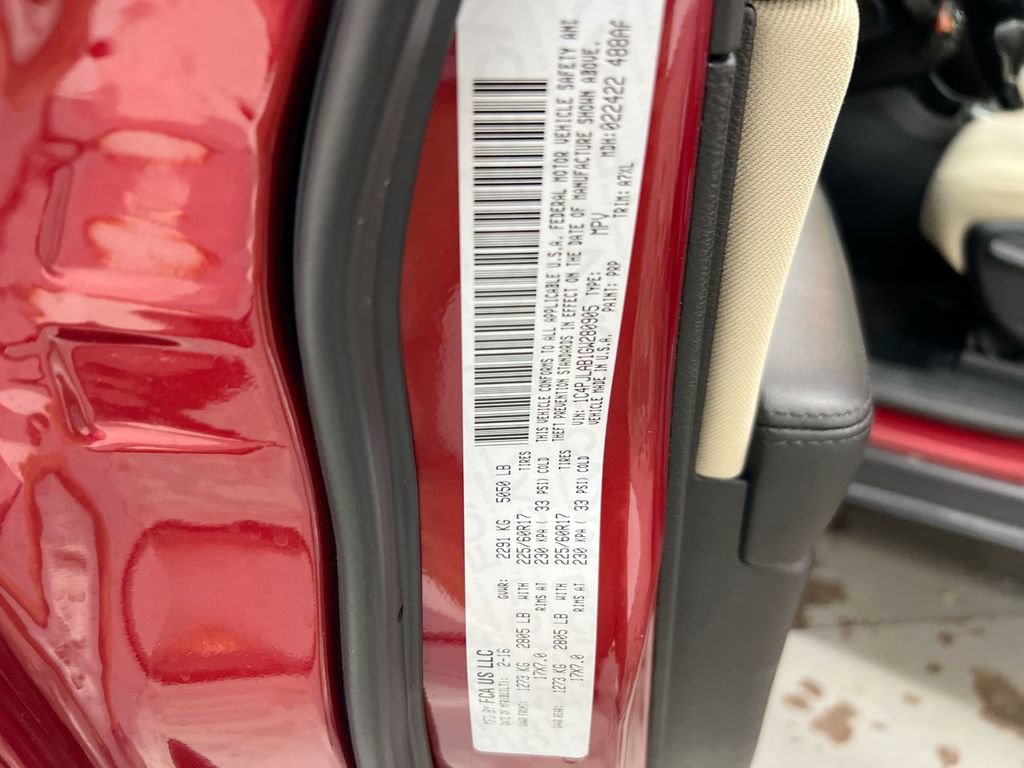 MFD BY FCA US LLC
DATE OF MFR(BUILT): 2-16 GVWR: 2291 KG 5050 LB
GAWR FRONT: 1273 KG 2805 LB WITH 225/60R17 TIRES
17X7.0 RIMS AT 230 KPA ( 33 PSI) COLD
GAWR REAR: 1273 KG 2805 LB WITH 225/60R17 TIRES
17X7.0 RIMS AT 230 KPA ( 33 PSI) COLD
THIS VEHICLE CONFORMS TO ALL APPLICABLE U.S.A. FEDERAL MOTOR VEHICLE SAFETY AND
THEFT PREVENTION STANDARDS IN EFFECT ON THE DATE OF MANUFACTURE SHOWN ABOVE.
VIN: 1C4PJLAB1GW280905 TYPE: MPV MDH:022422 488AF
VEHICLE MADE IN U.S.A. PAINT: PRP TRIM: A7XL